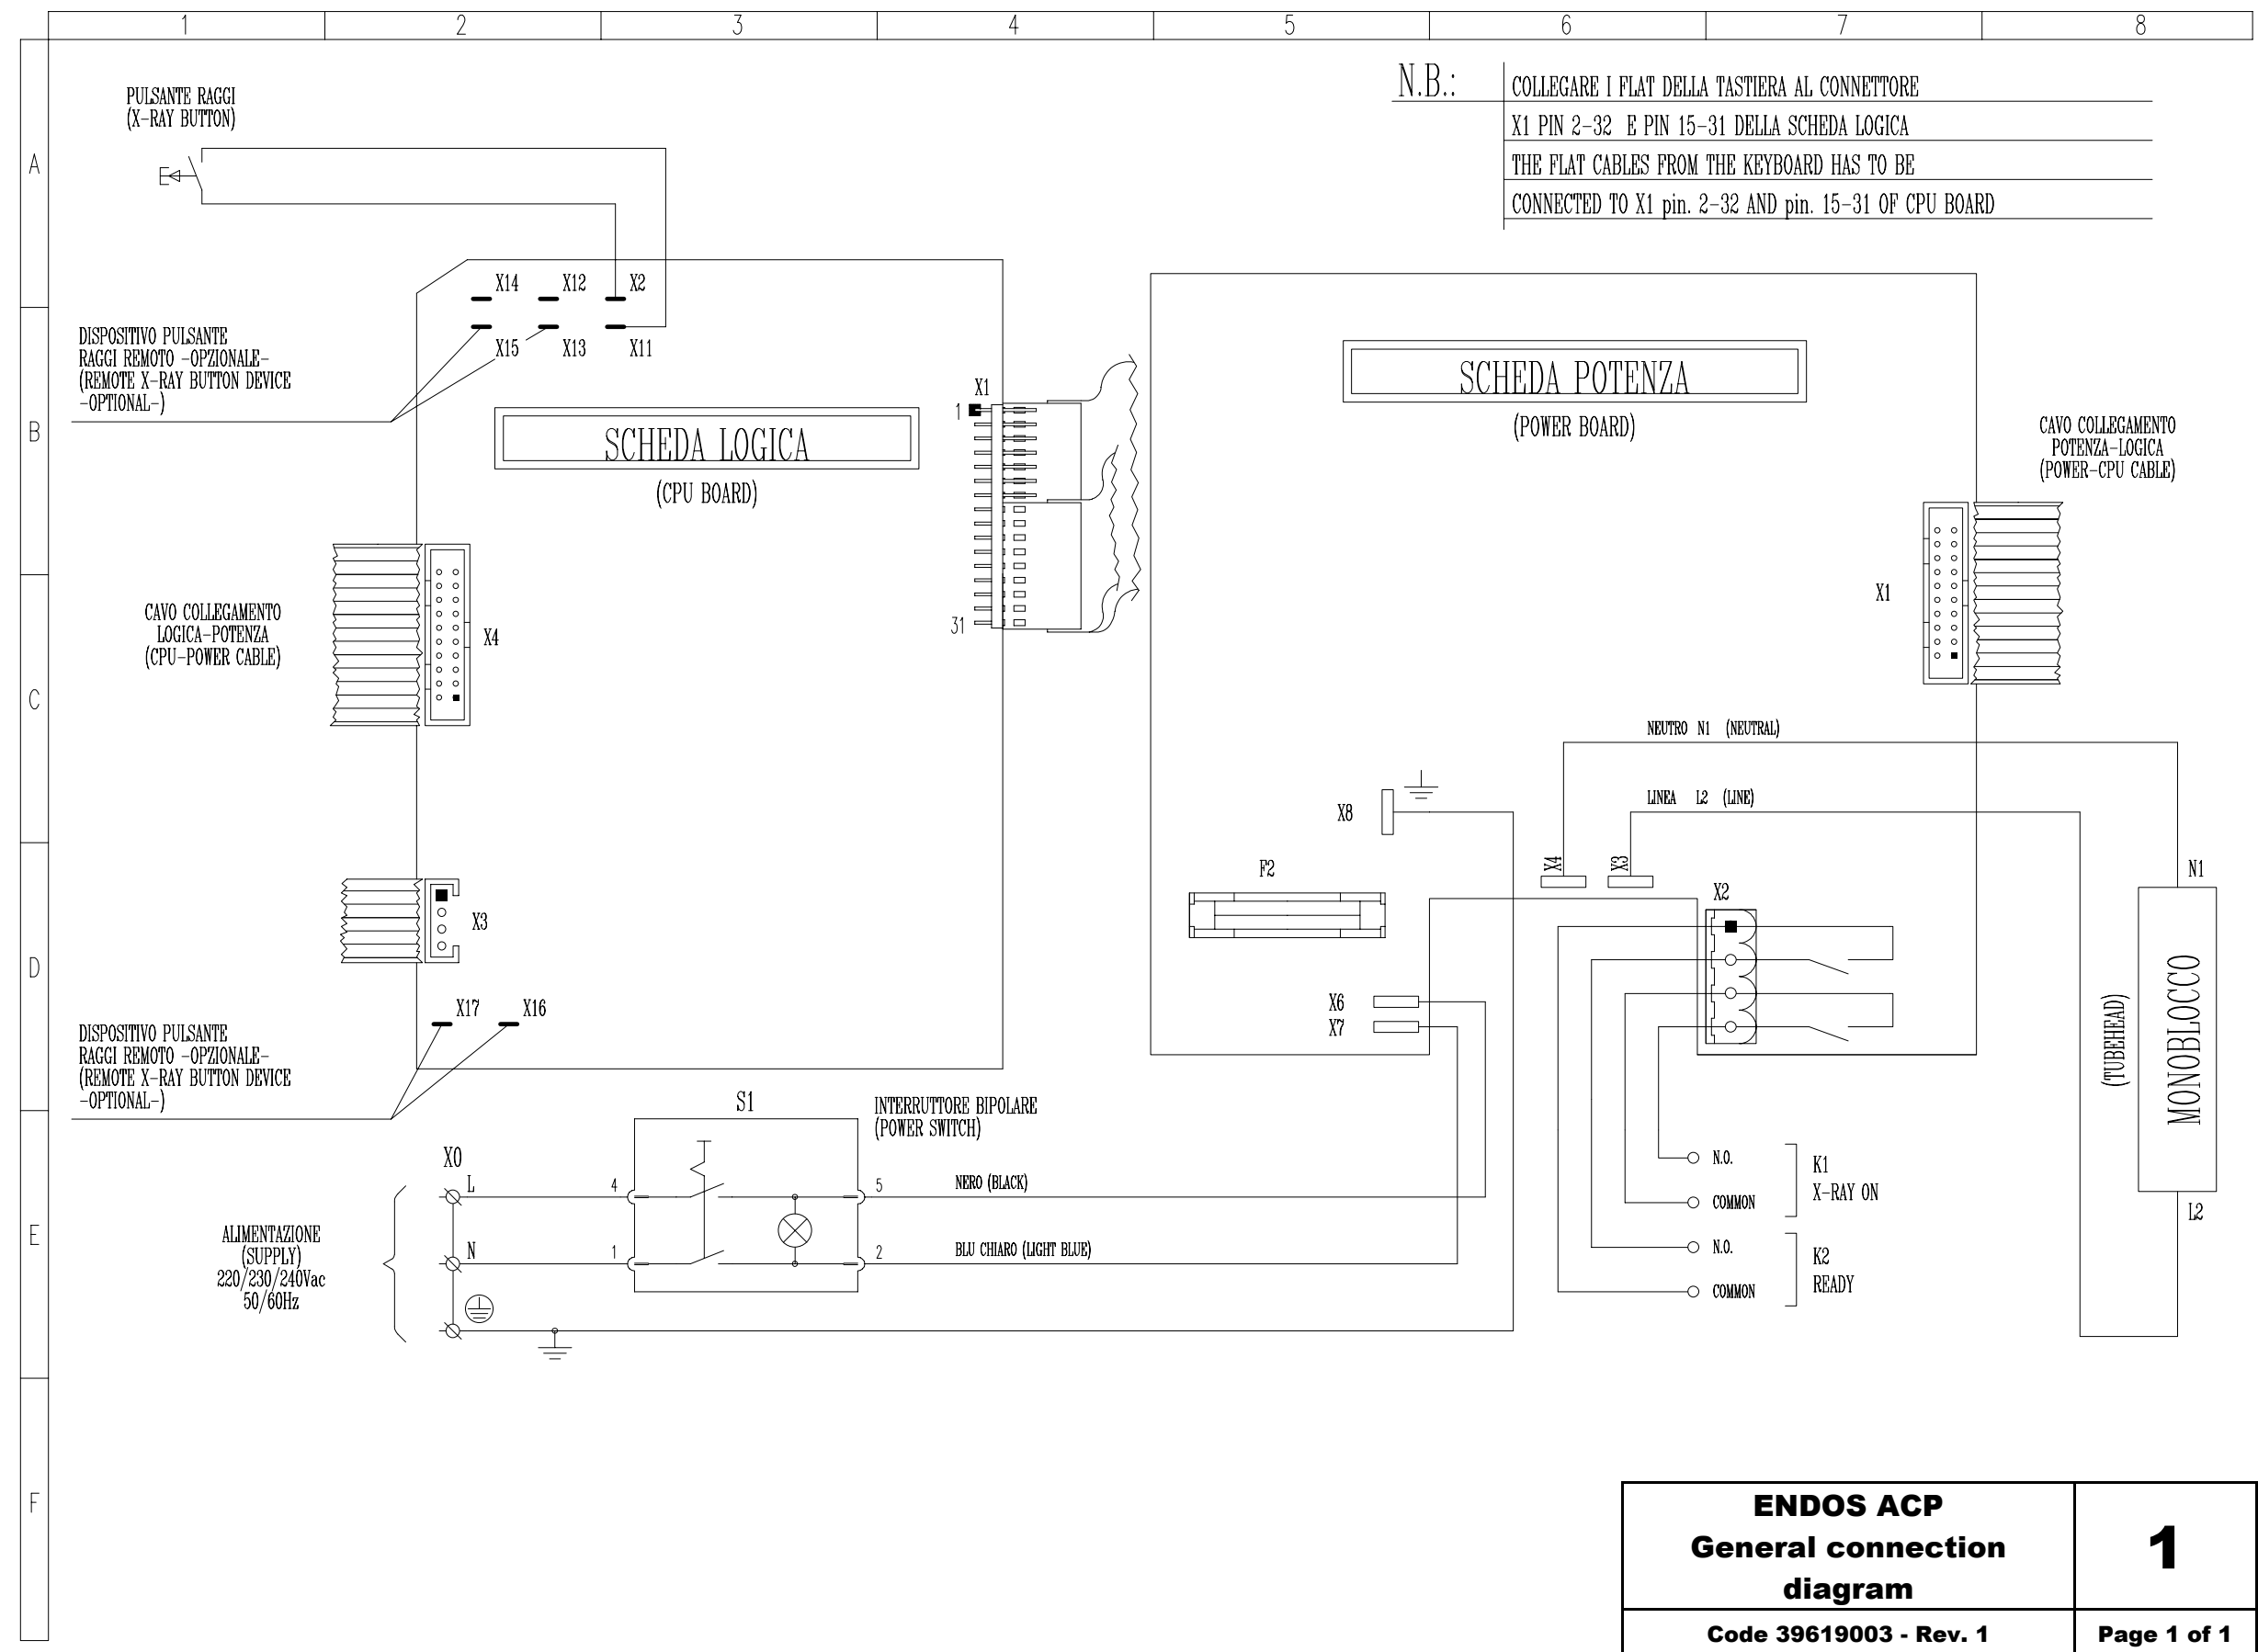 1 2 3 4 5 6 7 8
A
B
C
D
E
F
N.B.:
COLLEGARE I FLAT DELLA TASTIERA AL CONNETTORE
X1 PIN 2-32 E PIN 15-31 DELLA SCHEDA LOGICA
THE FLAT CABLES FROM THE KEYBOARD HAS TO BE
CONNECTED TO X1 pin. 2-32 AND pin. 15-31 OF CPU BOARD
PULSANTE RAGGI
(X-RAY BUTTON)
X14 X12 X2
X15 X13 X11
DISPOSITIVO PULSANTE
RAGGI REMOTO -OPZIONALE-
(REMOTE X-RAY BUTTON DEVICE
-OPTIONAL-)
SCHEDA LOGICA
(CPU BOARD)
X1
1
31
SCHEDA POTENZA
(POWER BOARD)
CAVO COLLEGAMENTO
POTENZA-LOGICA
(POWER-CPU CABLE)
X1
CAVO COLLEGAMENTO
LOGICA-POTENZA
(CPU-POWER CABLE)
X4
NEUTRO N1 (NEUTRAL)
LINEA L2 (LINE)
X8
F2
X4
X3
X2
N1
X3
X6
X7
X17 X16
DISPOSITIVO PULSANTE
RAGGI REMOTO -OPZIONALE-
(REMOTE X-RAY BUTTON DEVICE
-OPTIONAL-)
(TUBEHEAD)
MONOBLOCCO
L2
S1
INTERRUTTORE BIPOLARE
(POWER SWITCH)
X0
L
4
5
NERO (BLACK)
N
1
2
BLU CHIARO (LIGHT BLUE)
ALIMENTAZIONE
(SUPPLY)
220/230/240Vac
50/60Hz
N.O.
COMMON
K1
X-RAY ON
N.O.
COMMON
K2
READY
ENDOS ACP
General connection
diagram
1
Code 39619003 - Rev. 1
Page 1 of 1